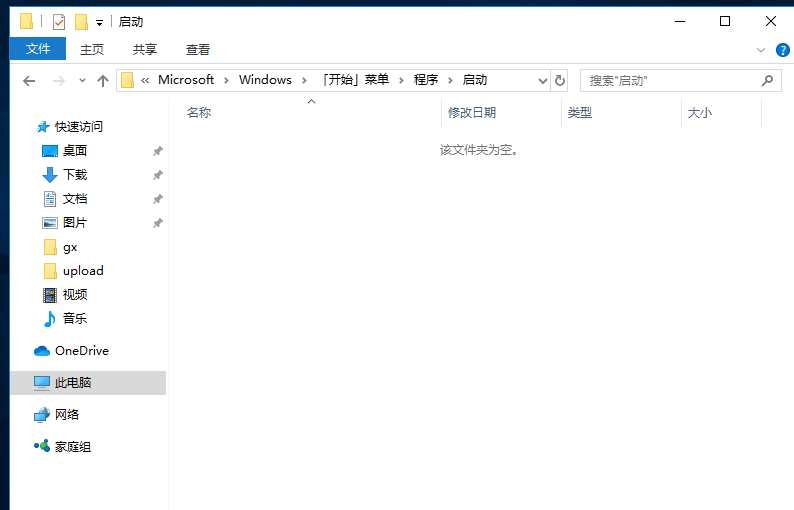 启动
文件 主页 共享 查看
« Microsoft › Windows › 「开始」菜单 › 程序 › 启动 搜索"启动"
名称 修改日期 类型 大小
该文件夹为空。
快速访问
桌面
下载
文档
图片
gx
upload
视频
音乐
OneDrive
此电脑
网络
家庭组